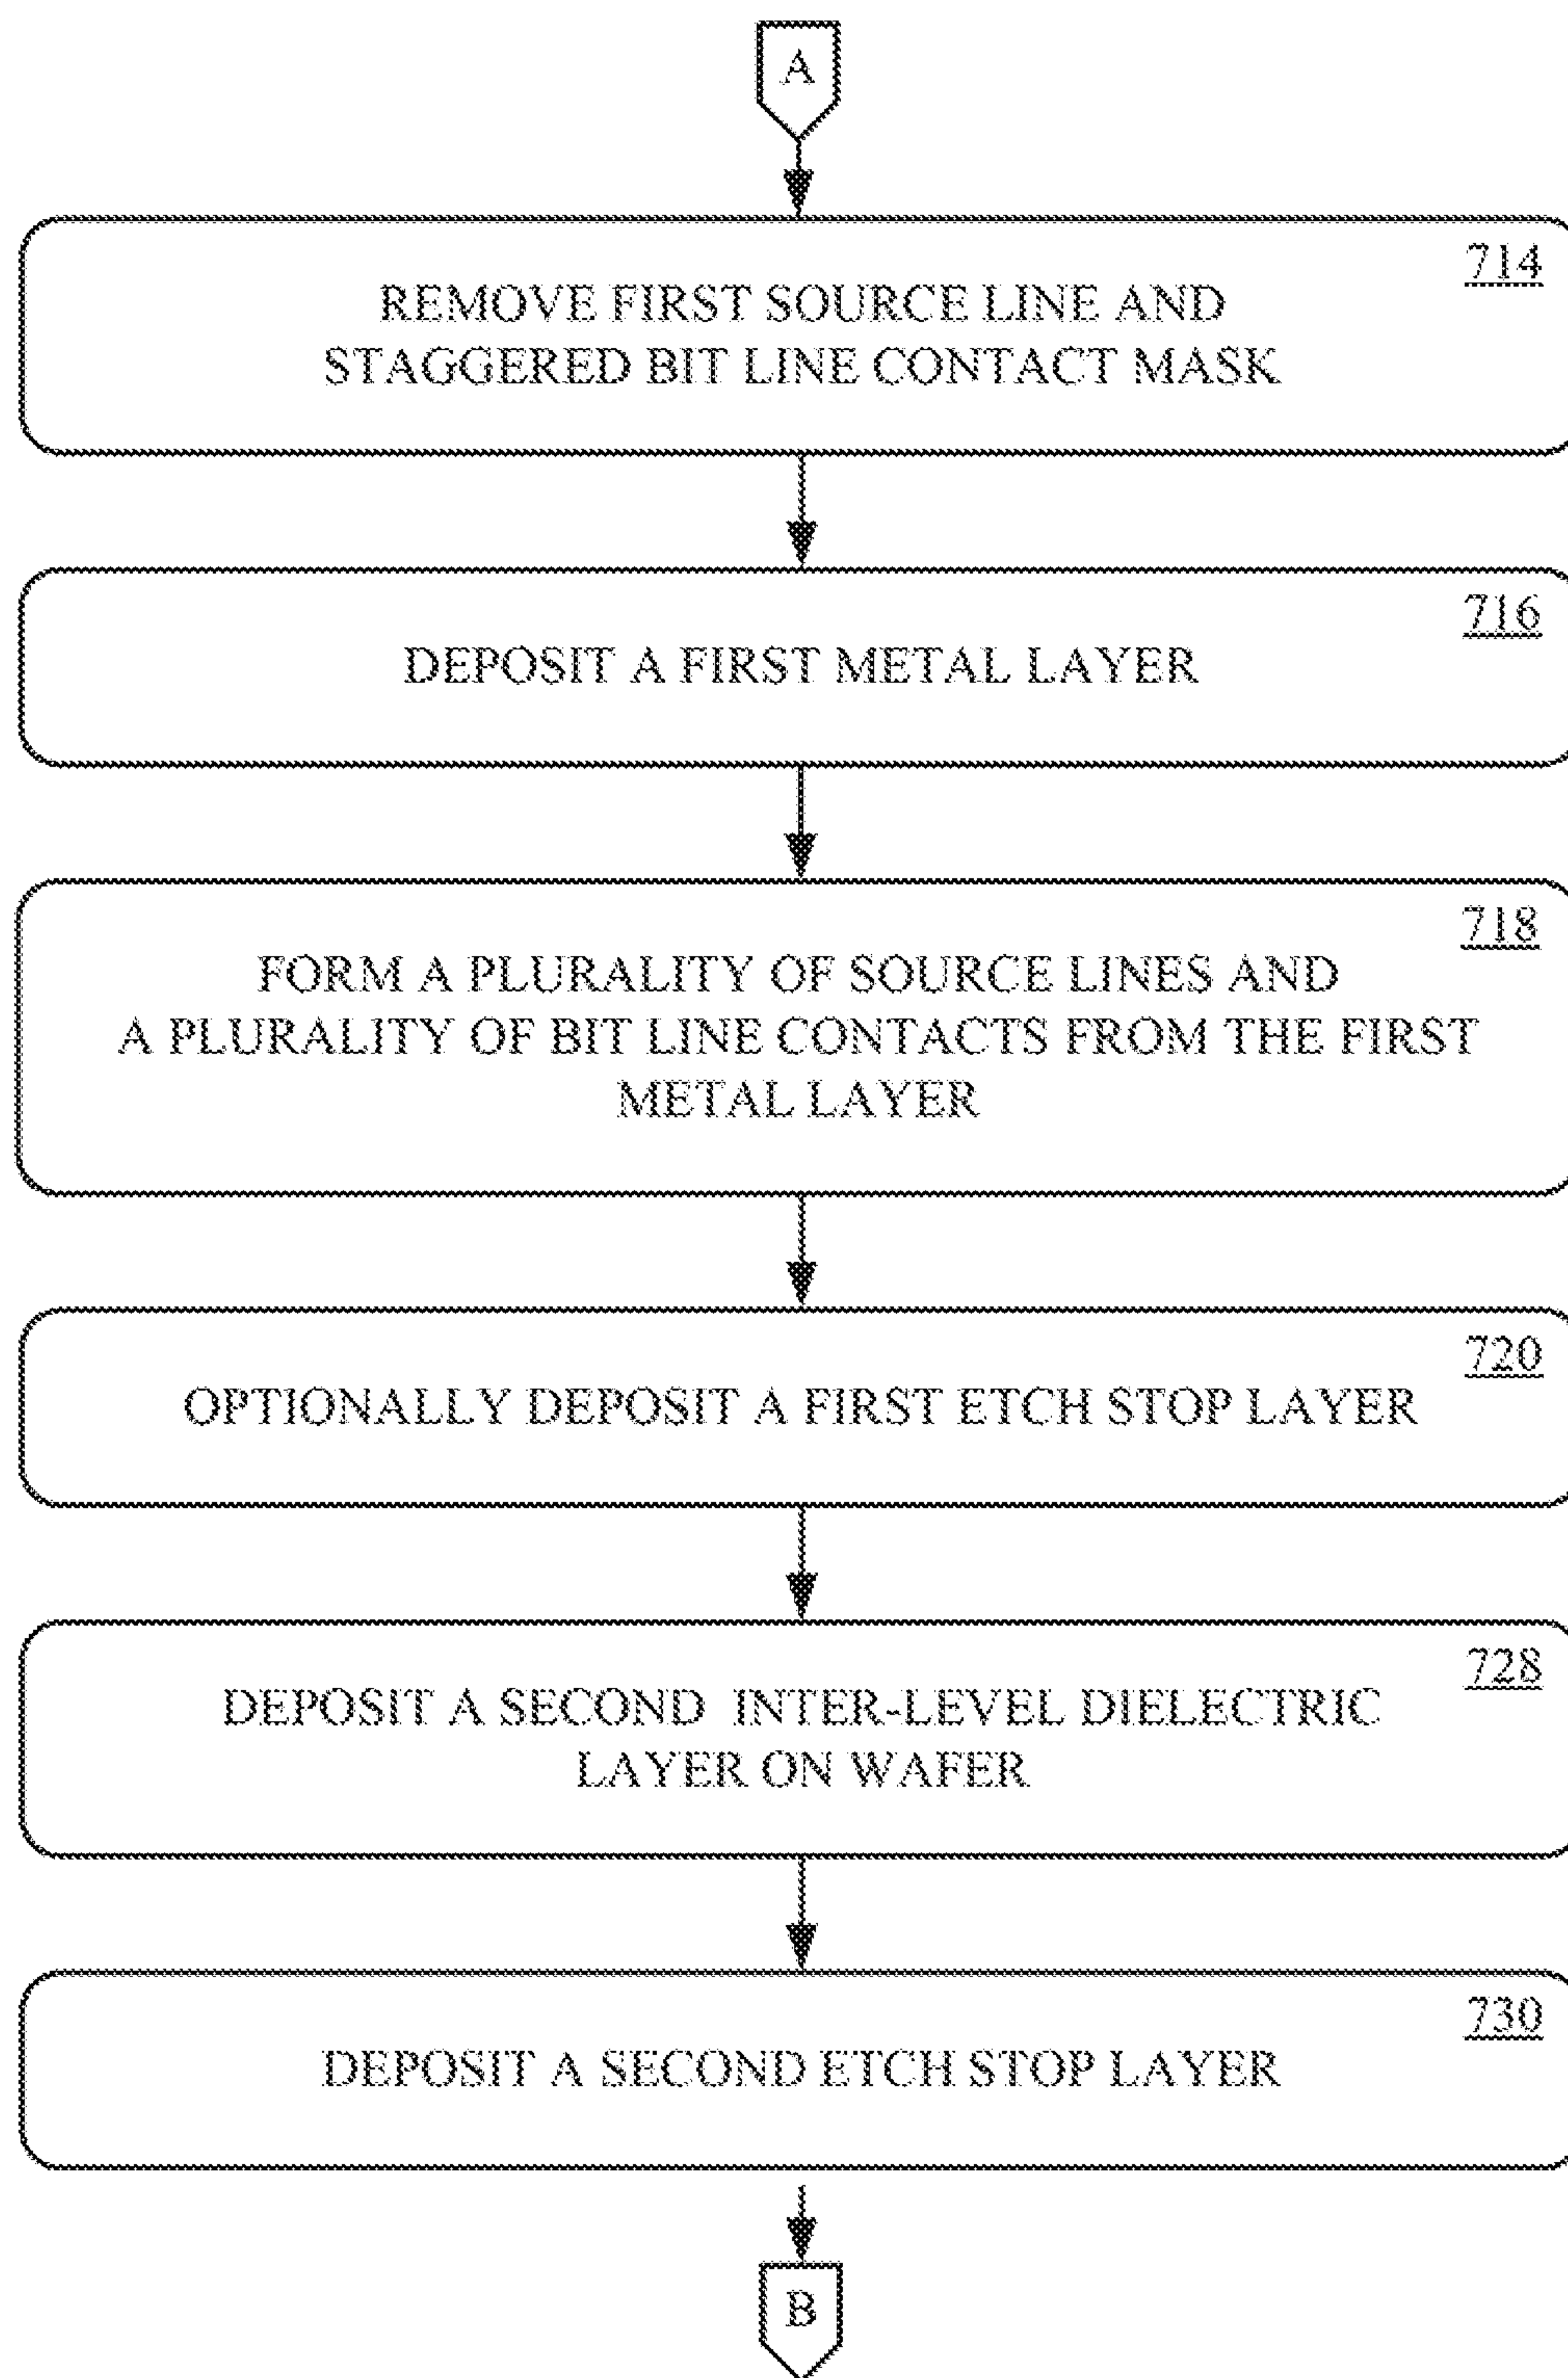 A
714
REMOVE FIRST SOURCE LINE AND
STAGGERED BIT LINE CONTACT MASK
716
DEPOSIT A FIRST METAL LAYER
718
FORM A PLURALITY OF SOURCE LINES AND
A PLURALITY OF BIT LINE CONTACTS FROM THE FIRST
METAL LAYER
720
OPTIONALLY DEPOSIT A FIRST ETCH STOP LAYER
728
DEPOSIT A SECOND INTER-LEVEL DIELECTRIC
LAYER ON WAFER
730
DEPOSIT A SECOND ETCH STOP LAYER
B